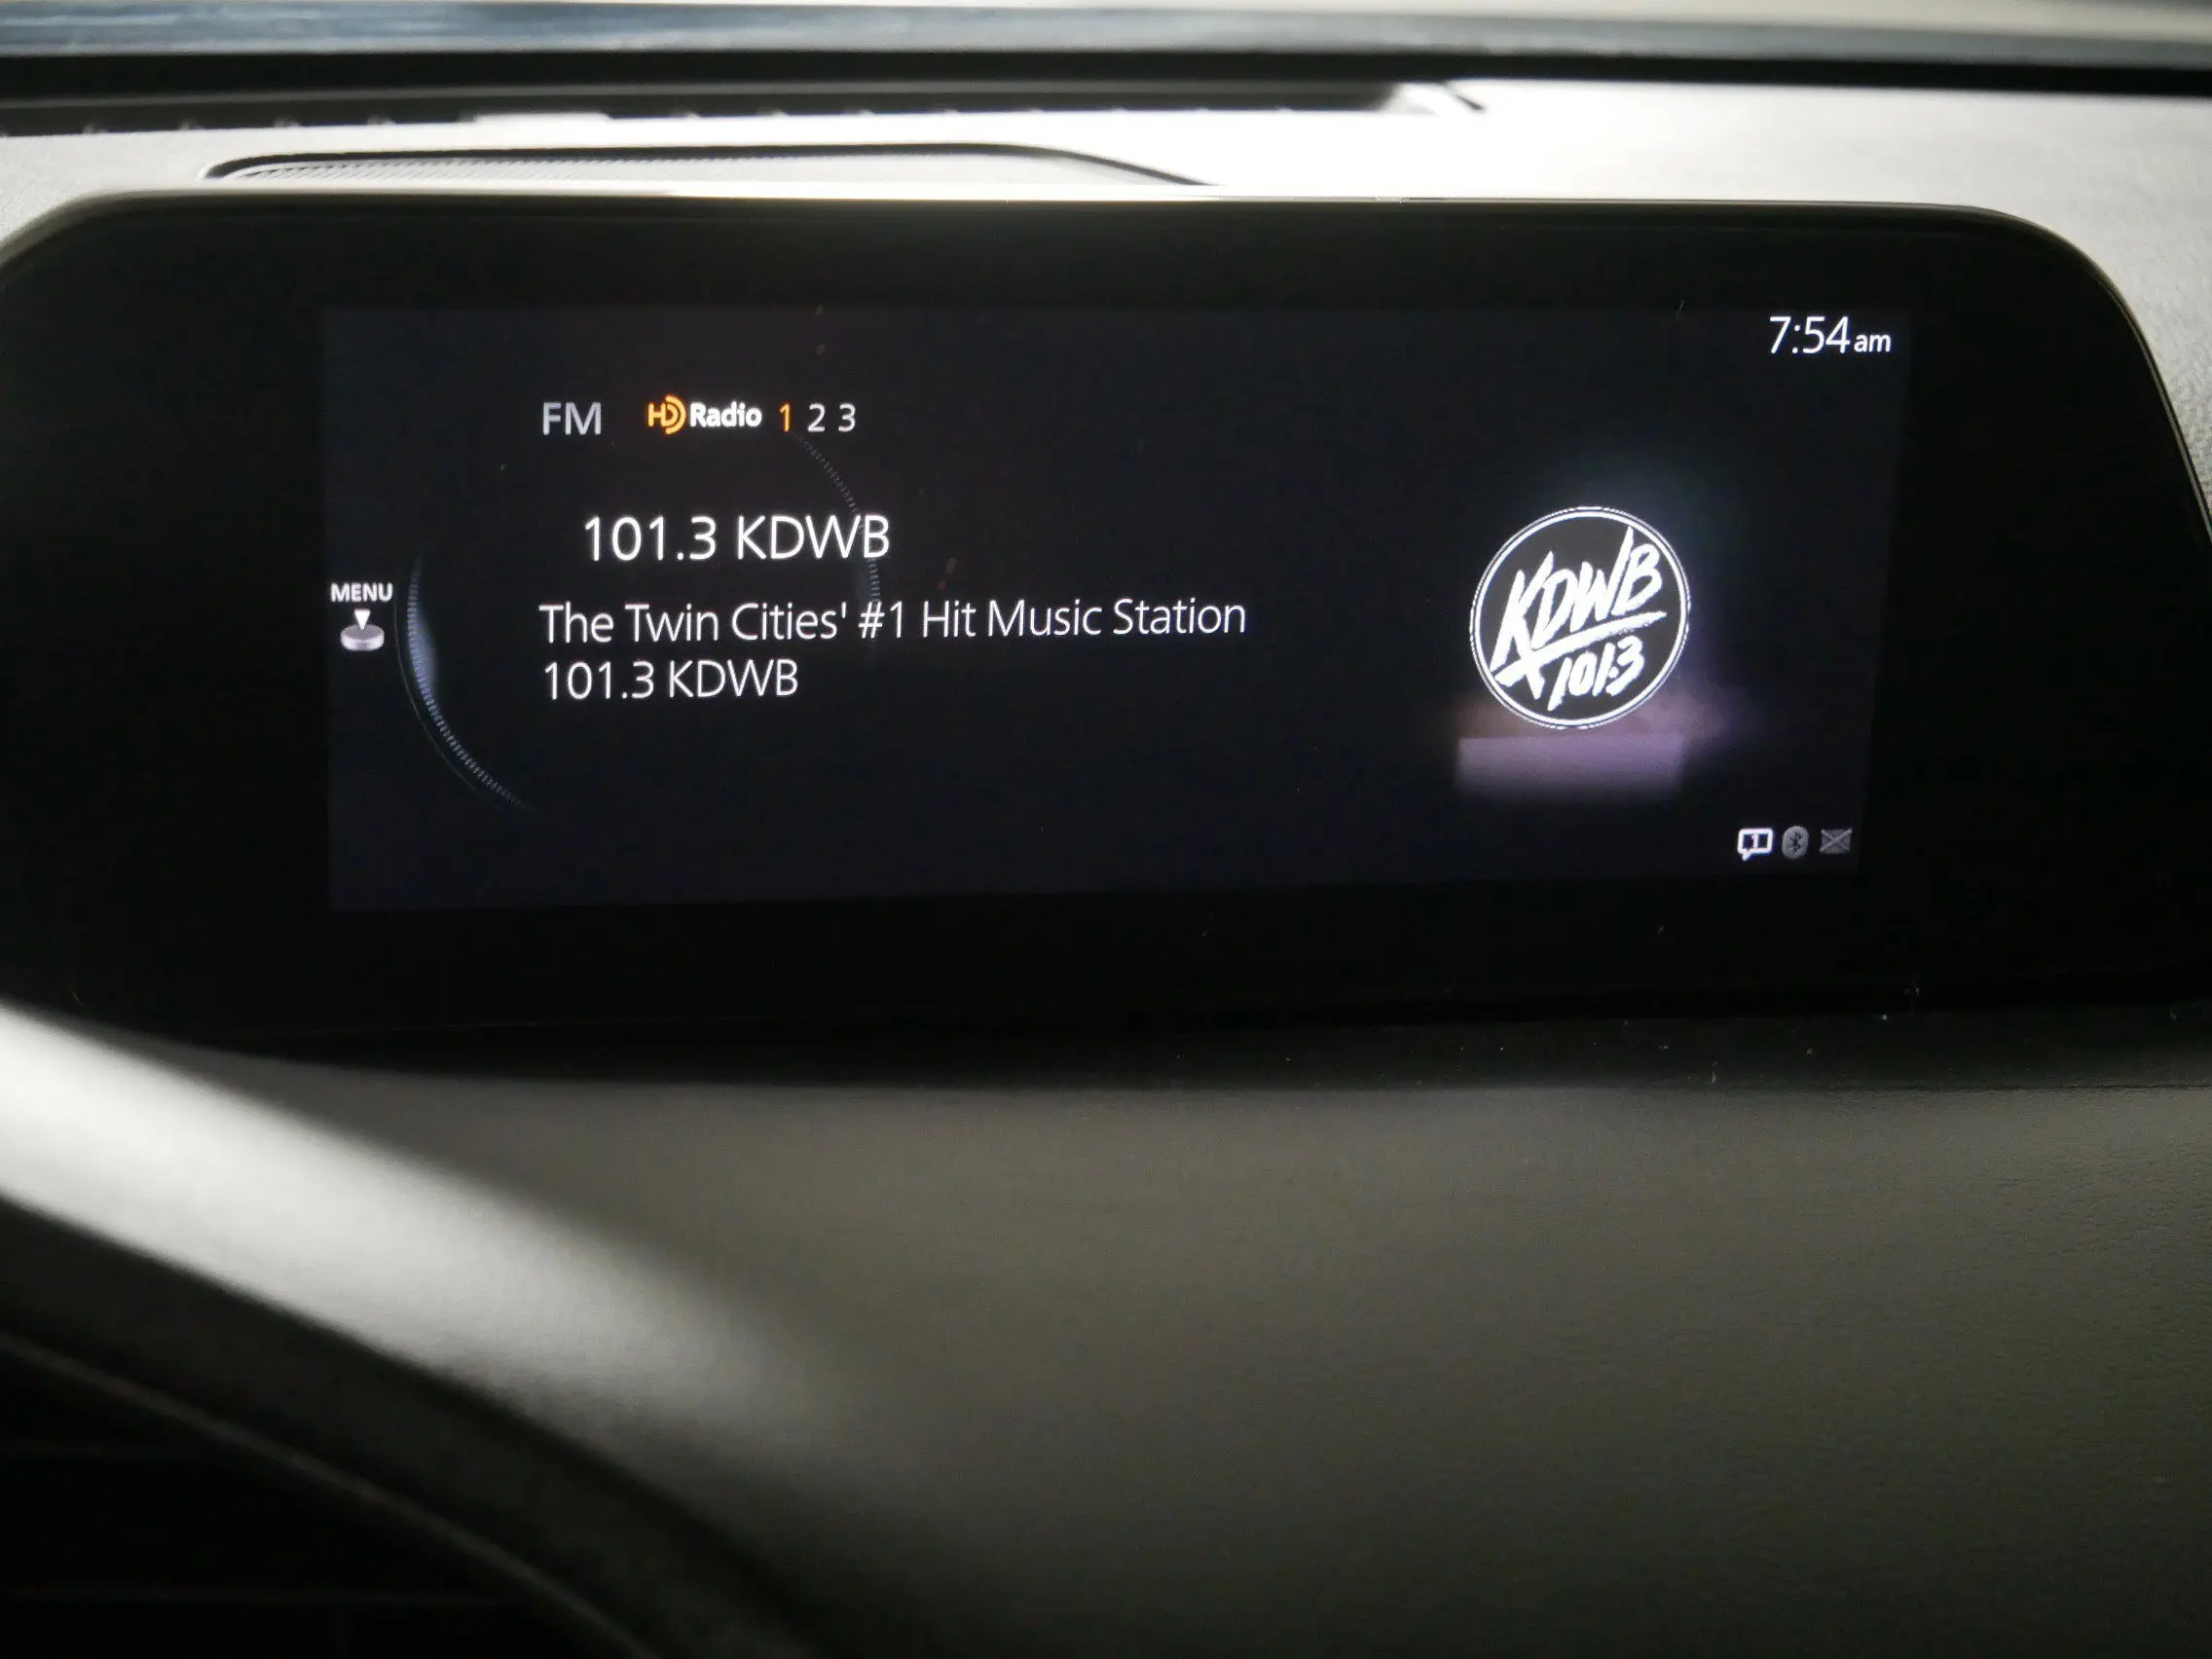 7:54am
FM HD Radio 1 2 3
101.3 KDWB
MENU
The Twin Cities' #1 Hit Music Station
101.3 KDWB
KDWB
101.3
1